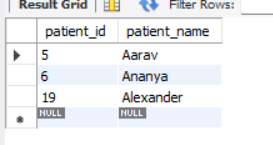 Result Grid Filter Rows:
patient_id patient_name
5 Aarav
6 Ananya
19 Alexander
NULL NULL